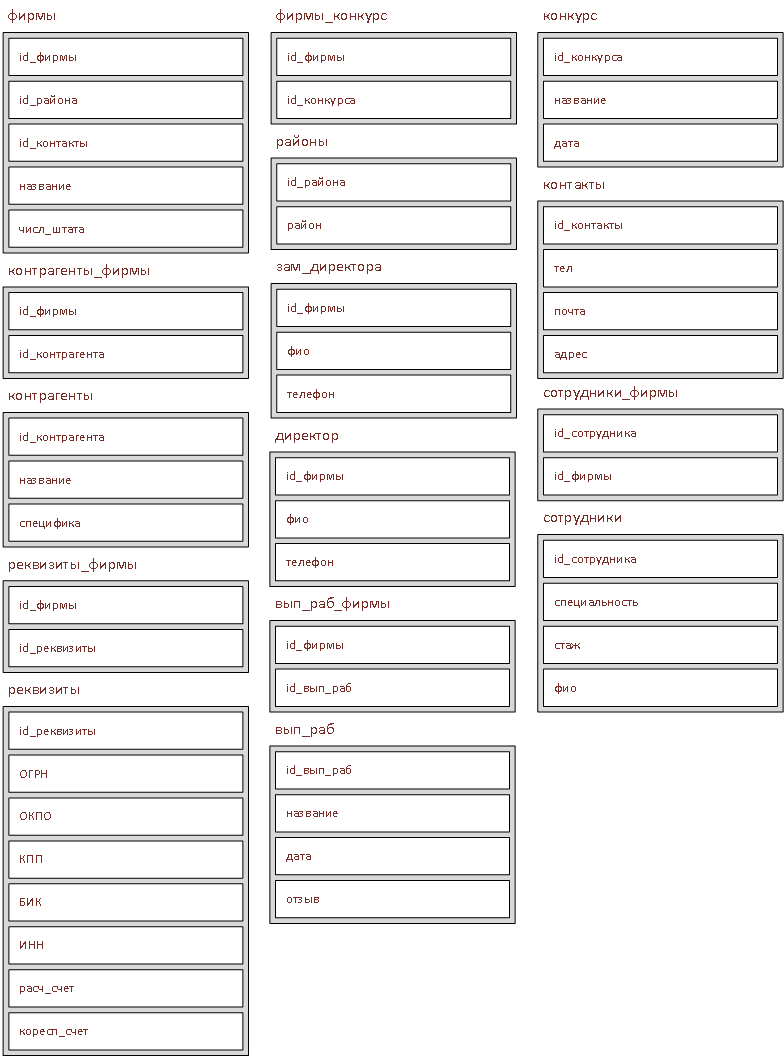 фирмы
id_фирмы
id_района
id_контакты
название
числ_штата
контрагенты_фирмы
id_фирмы
id_контрагента
контрагенты
id_контрагента
название
специфика
реквизиты_фирмы
id_фирмы
id_реквизиты
реквизиты
id_реквизиты
ОГРН
ОКПО
КПП
БИК
ИНН
расч_счет
коресп_счет
фирмы_конкурс
id_фирмы
id_конкурса
районы
id_района
район
зам_директора
id_фирмы
фио
телефон
директор
id_фирмы
фио
телефон
вып_раб_фирмы
id_фирмы
id_вып_раб
вып_раб
id_вып_раб
название
дата
отзыв
конкурс
id_конкурса
название
дата
контакты
id_контакты
тел
почта
адрес
сотрудники_фирмы
id_сотрудника
id_фирмы
сотрудники
id_сотрудника
специальность
стаж
фио